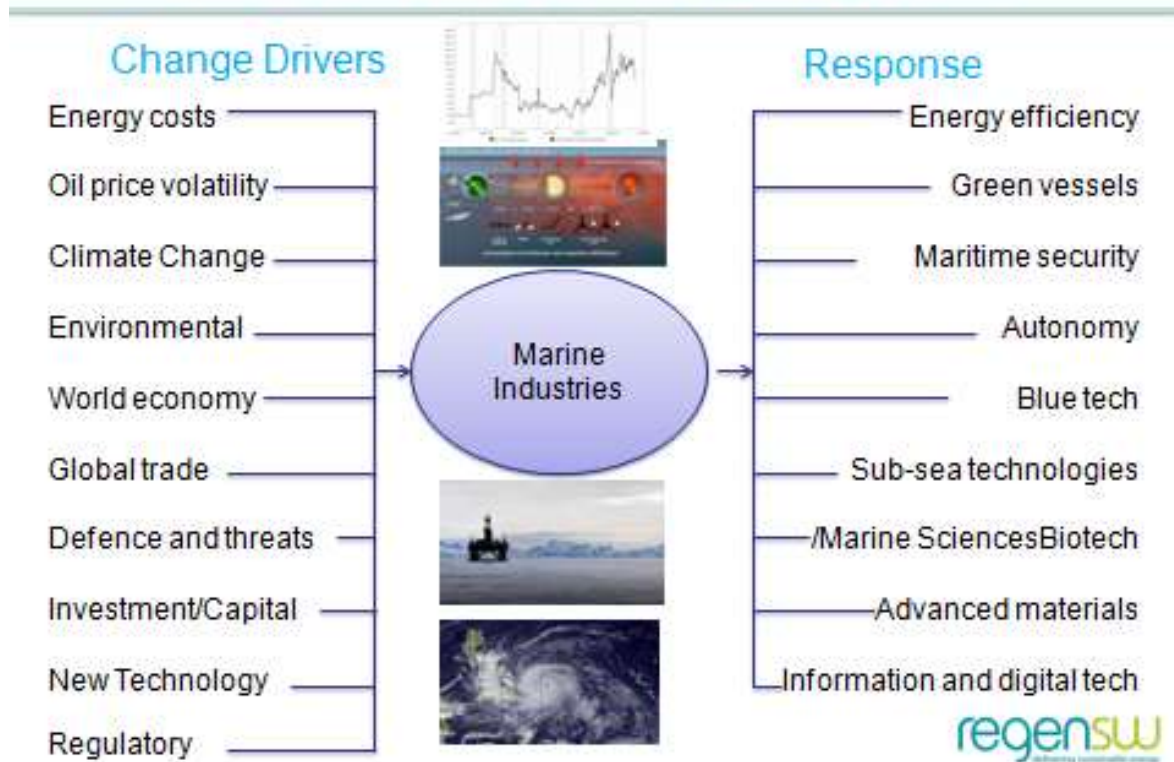 Change Drivers
Energy costs
Oil price volatility
Climate Change
Environmental
World economy
Global trade
Defence and threats
Investment/Capital
New Technology
Regulatory
Marine
Industries
Response
Energy efficiency
Green vessels
Maritime security
Autonomy
Blue tech
Sub-sea technologies
/Marine SciencesBiotech
Advanced materials
Information and digital tech
regensw